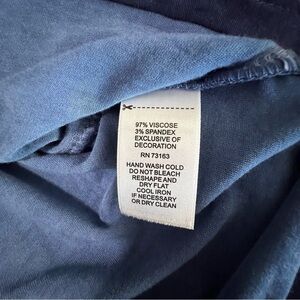 97% VISCOSE
3% SPANDEX
EXCLUSIVE OF
DECORATION
RN 73163
HAND WASH COLD
DO NOT BLEACH
RESHAPE AND
DRY FLAT
COOL IRON
IF NECESSARY
OR DRY CLEAN